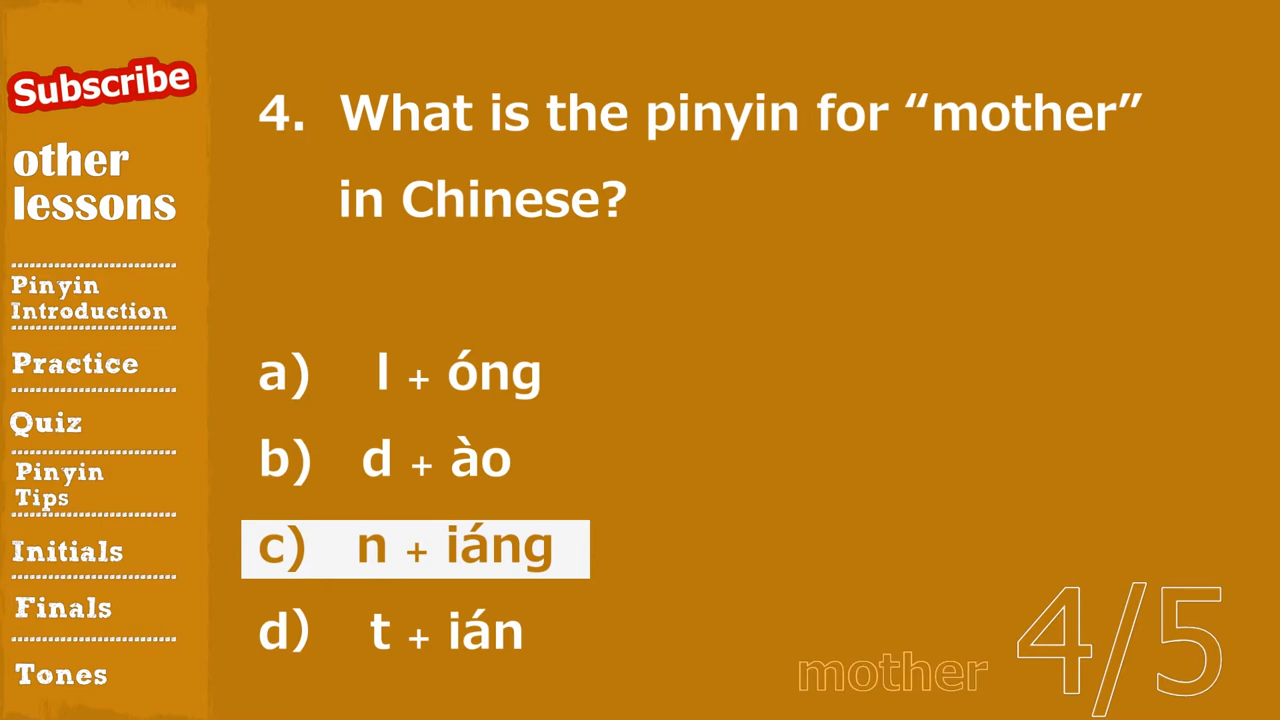 Subscribe
other
lessons
Pinyin
Introduction
Practice
Quiz
Pinyin
Tips
Initials
Finals
Tones
4. What is the pinyin for “mother”
in Chinese?
a) l + óng
b) d + ào
c) n + iáng
d) t + ián
mother 4/5